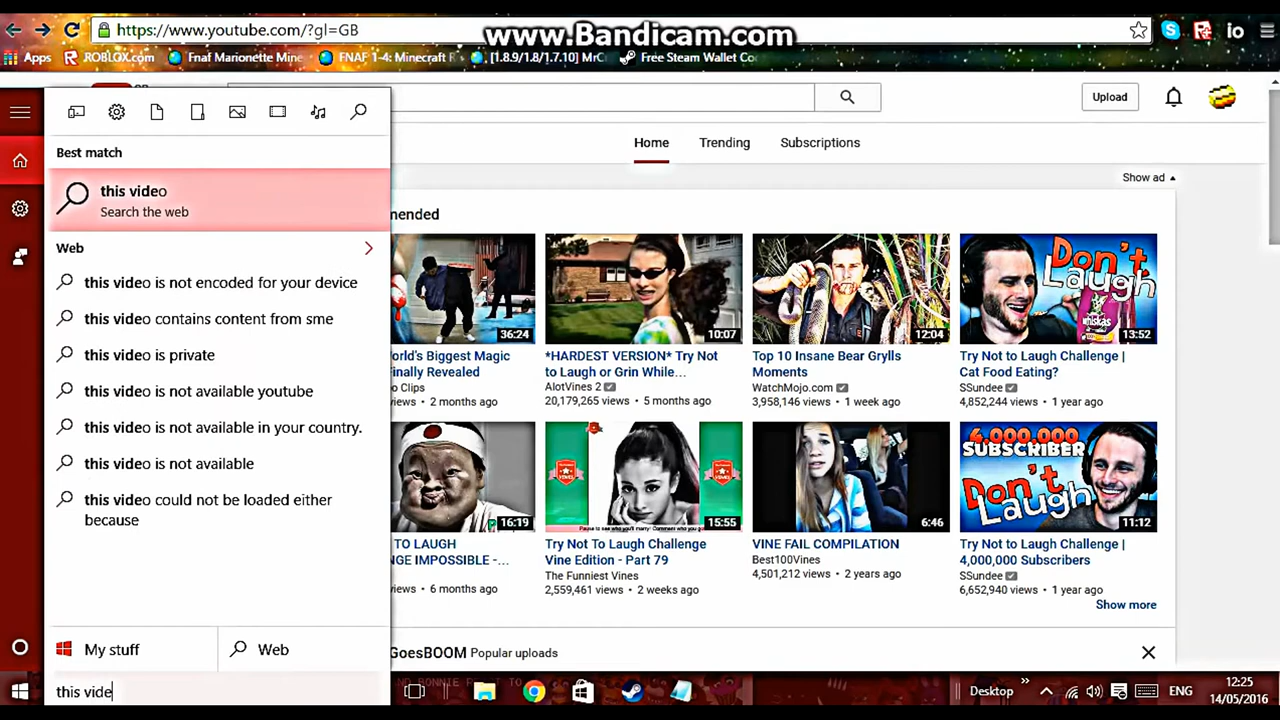 https://www.youtube.com/?gl=GB
www.Bandicam.com
io
Apps
ROBLOX.com
Fnaf Marionette Mine
FNAF 1-4: Minecraft
[1.8.9/1.8/1.7.10] MrC
Free Steam Wallet Co
Upload
Home
Trending
Subscriptions
Show ad
Best match
this video
Search the web
Web
this video is not encoded for your device
this video contains content from sme
this video is private
this video is not available youtube
this video is not available in your country.
this video is not available
this video could not be loaded either
because
My stuff
Web
this vide
mended
36:24
orld's Biggest Magic
Finally Revealed
o Clips
views • 2 months ago
10:07
*HARDEST VERSION* Try Not
to Laugh or Grin While...
AlotVines 2
20,179,265 views • 5 months ago
12:04
Top 10 Insane Bear Grylls
Moments
WatchMojo.com
3,958,146 views • 1 week ago
Don't
Laugh
whiskas
13:52
Try Not to Laugh Challenge |
Cat Food Eating?
SSundee
4,852,244 views • 1 year ago
16:19
TO LAUGH
NGE IMPOSSIBLE -...
views • 6 months ago
15:55
Try Not To Laugh Challenge
Vine Edition - Part 79
The Funniest Vines
2,559,461 views • 2 weeks ago
6:46
VINE FAIL COMPILATION
Best100Vines
4,501,212 views • 2 years ago
4,000,000
SUBSCRIBER
Don't
Laugh
11:12
Try Not to Laugh Challenge |
4,000,000 Subscribers
SSundee
6,652,940 views • 1 year ago
Show more
GoesBOOM Popular uploads
Desktop
ENG
12:25
14/05/2016